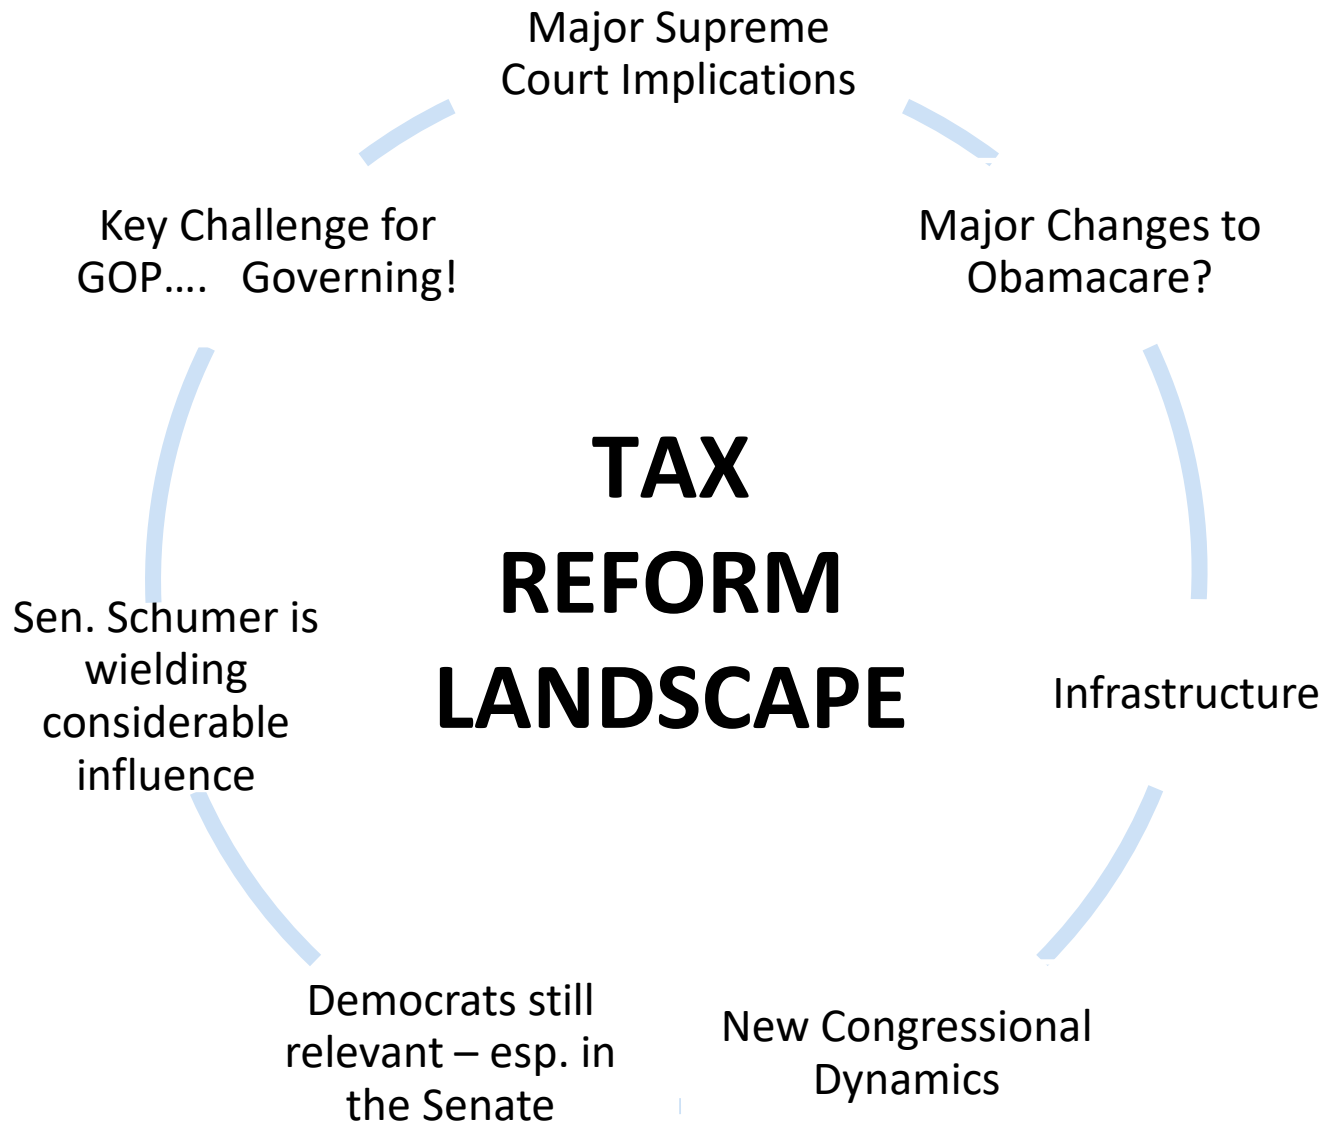 Major Supreme
Court Implications
Major Changes to
Obamacare?
Infrastructure
New Congressional
Dynamics
Democrats still
relevant – esp. in
the Senate
Sen. Schumer is
wielding
considerable
influence
Key Challenge for
GOP…. Governing!
TAX
REFORM
LANDSCAPE